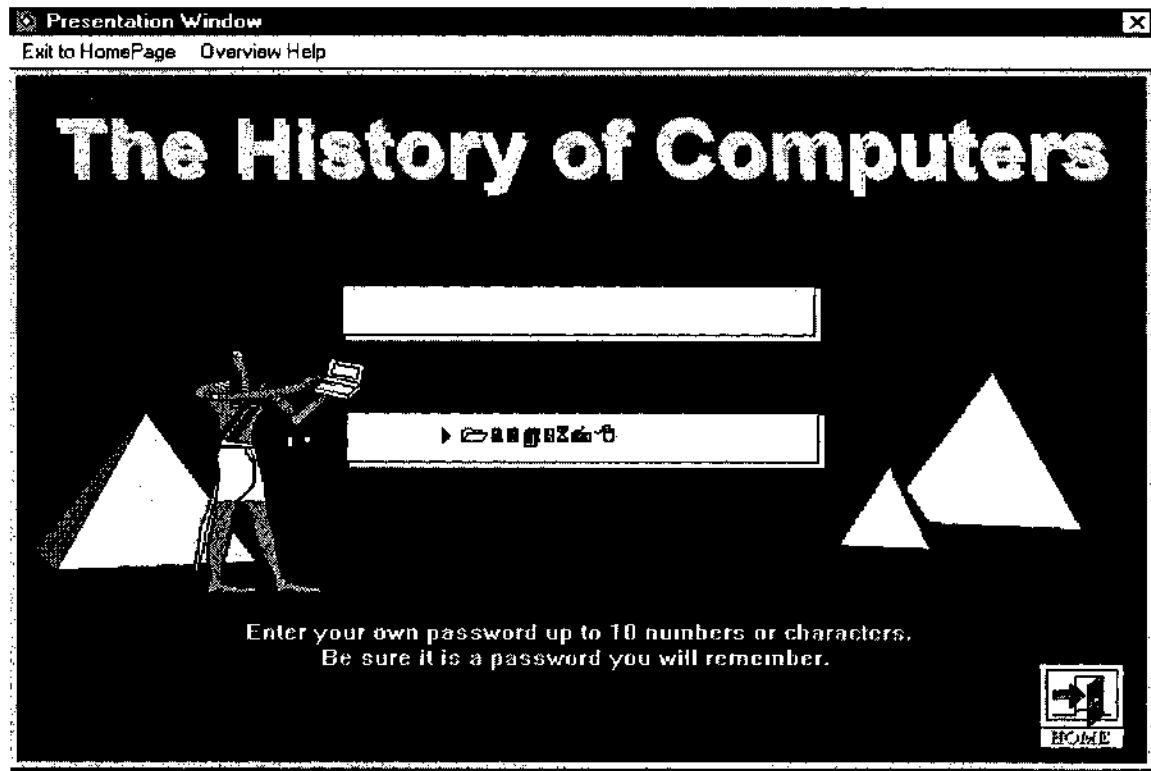 Presentation Window
Exit to HomePage Overview Help
The History of Computers
Enter your own password up to 10 numbers or characters.
Be sure it is a password you will remember.
HOME